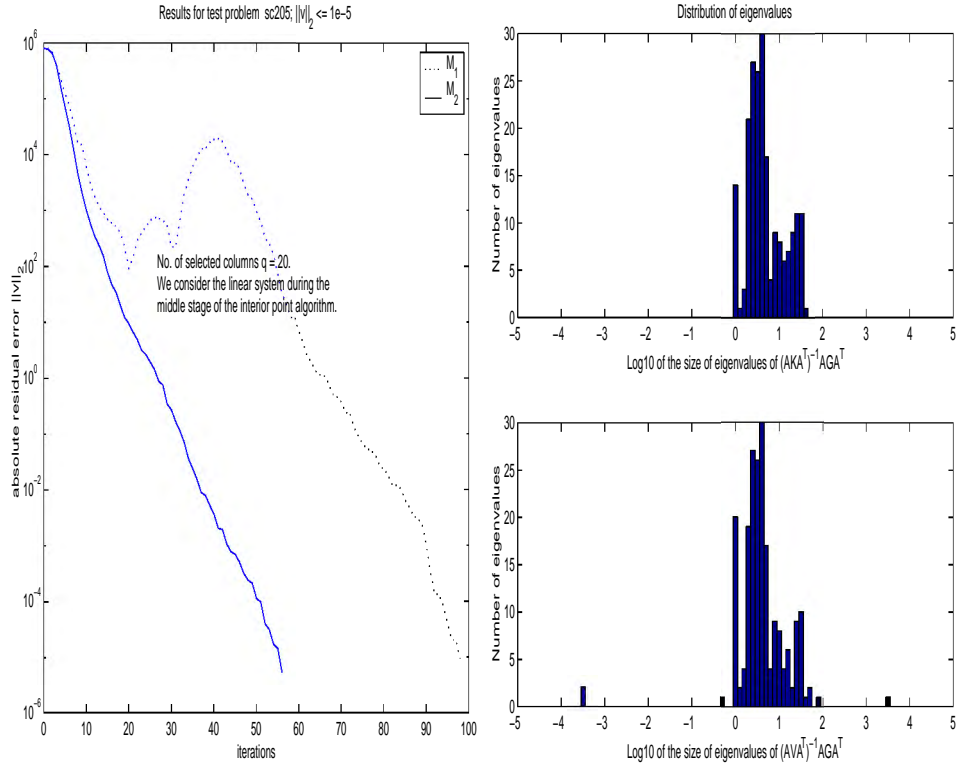 Results for test problem sc205; ||v||_2 <= 1e-5
10^6
10^4
10^2
10^0
10^-2
10^-4
10^-6
absolute residual error ||v||_2
M_1
M_2
No. of selected columns q = 20.
We consider the linear system during the
middle stage of the interior point algorithm.
0 10 20 30 40 50 60 70 80 90 100
iterations
Distribution of eigenvalues
30
25
20
15
10
5
0
Number of eigenvalues
-5 -4 -3 -2 -1 0 1 2 3 4 5
Log10 of the size of eigenvalues of (AKA^T)^-1AGA^T
30
25
20
15
10
5
0
Number of eigenvalues
-5 -4 -3 -2 -1 0 1 2 3 4 5
Log10 of the size of eigenvalues of (AVA^T)^-1AGA^T